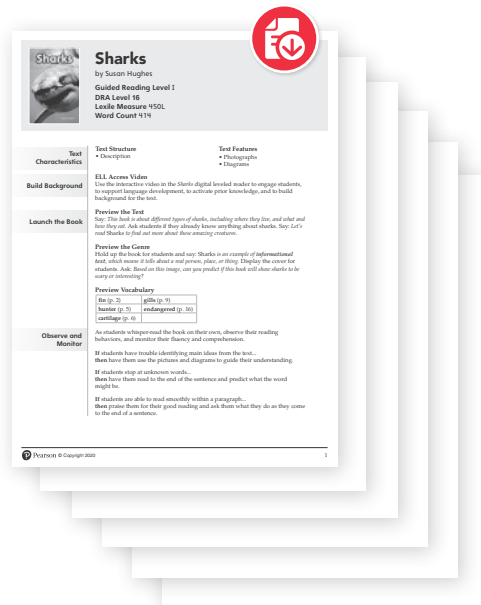 Sharks
Sharks
by Susan Hughes
Guided Reading Level I
DRA Level 16
Lexile Measure 450L
Word Count 414
Text
Characteristics
Text Structure
• Description
Text Features
• Photographs
• Diagrams
Build Background
ELL Access Video
Use the interactive video in the Sharks digital leveled reader to engage students,
to support language development, to activate prior knowledge, and to build
background for the text.
Launch the Book
Preview the Text
Say: This book is about different types of sharks, including where they live, and what and
how they eat. Ask students if they already know anything about sharks. Say: Let's
read Sharks to find out more about these amazing creatures.
Preview the Genre
Hold up the book for students and say: Sharks is an example of informational
text, which means it tells about a real person, place, or thing. Display the cover for
students. Ask: Based on this image, can you predict if this book will show sharks to be
scary or interesting?
Preview Vocabulary
fin (p. 2) gills (p. 9)
hunter (p. 5) endangered (p. 16)
cartilage (p. 6)
Observe and
Monitor
As students whisper-read the book on their own, observe their reading
behaviors, and monitor their fluency and comprehension.
If students have trouble identifying main ideas from the text...
then have them use the pictures and diagrams to guide their understanding.
If students stop at unknown words...
then have them read to the end of the sentence and predict what the word
might be.
If students are able to read smoothly within a paragraph...
then praise them for their good reading and ask them what they do as they come
to the end of a sentence.
Pearson © Copyright 2020
1